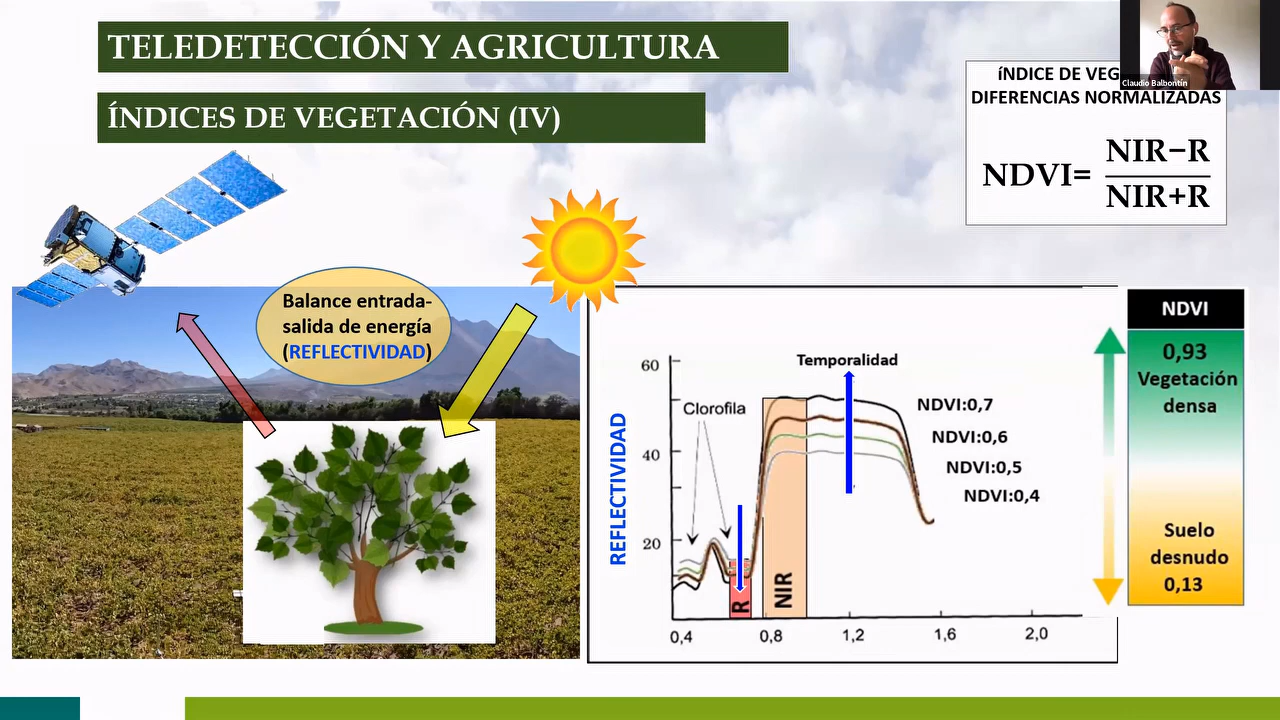 TELEDETECCIÓN Y AGRICULTURA
ÍNDICES DE VEGETACIÓN (IV)
Claudio Balbontín
íNDICE DE VEG
DIFERENCIAS NORMALIZADAS
NDVI=
NIR–R
NIR+R
Balance entrada-
salida de energía
(REFLECTIVIDAD)
REFLECTIVIDAD
60
40
20
Clorofila
Temporalidad
NDVI:0,7
NDVI:0,6
NDVI:0,5
NDVI:0,4
R
NIR
0,4
0,8
1,2
1,6
2,0
NDVI
0,93
Vegetación
densa
Suelo
desnudo
0,13